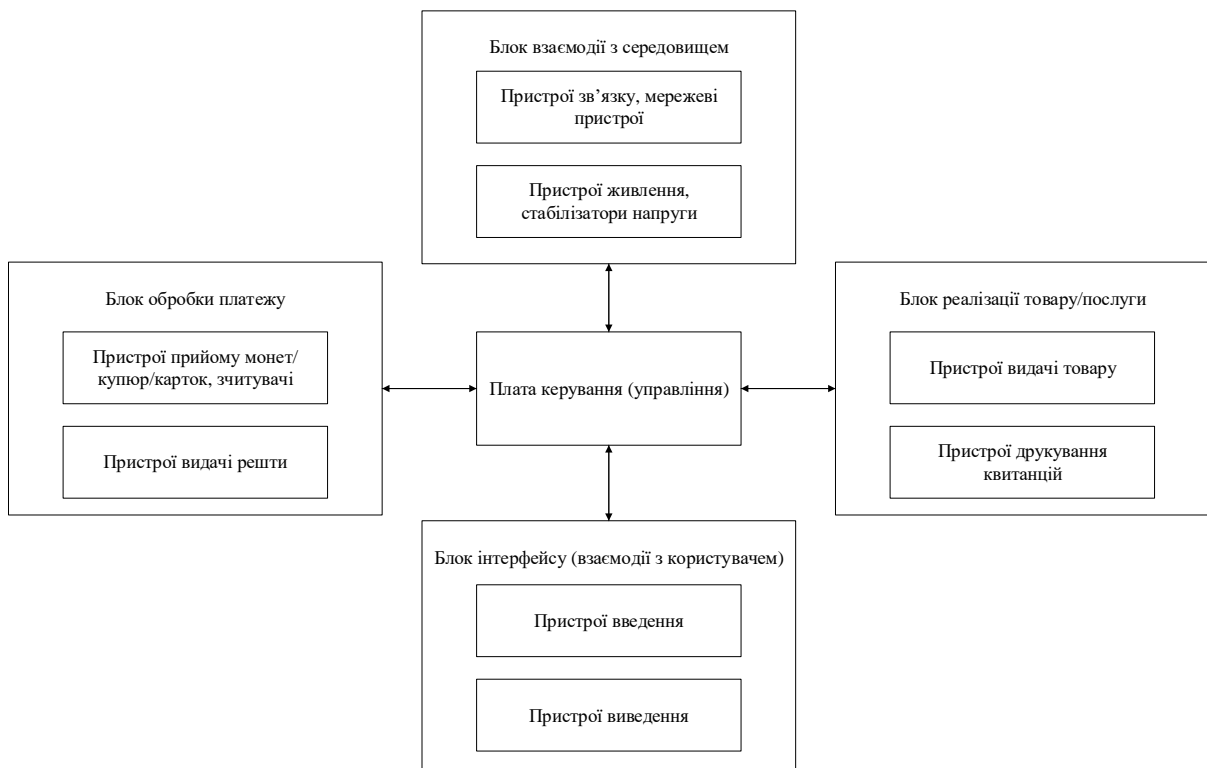 Блок взаємодії з середовищем
Пристрої зв’язку, мережеві
пристрої
Пристрої живлення,
стабілізатори напруги
Блок обробки платежу
Пристрої прийому монет/
купюр/карток, зчитувачі
Пристрої видачі решти
Плата керування (управління)
Блок реалізації товару/послуги
Пристрої видачі товару
Пристрої друкування
квитанцій
Блок інтерфейсу (взаємодії з користувачем)
Пристрої введення
Пристрої виведення